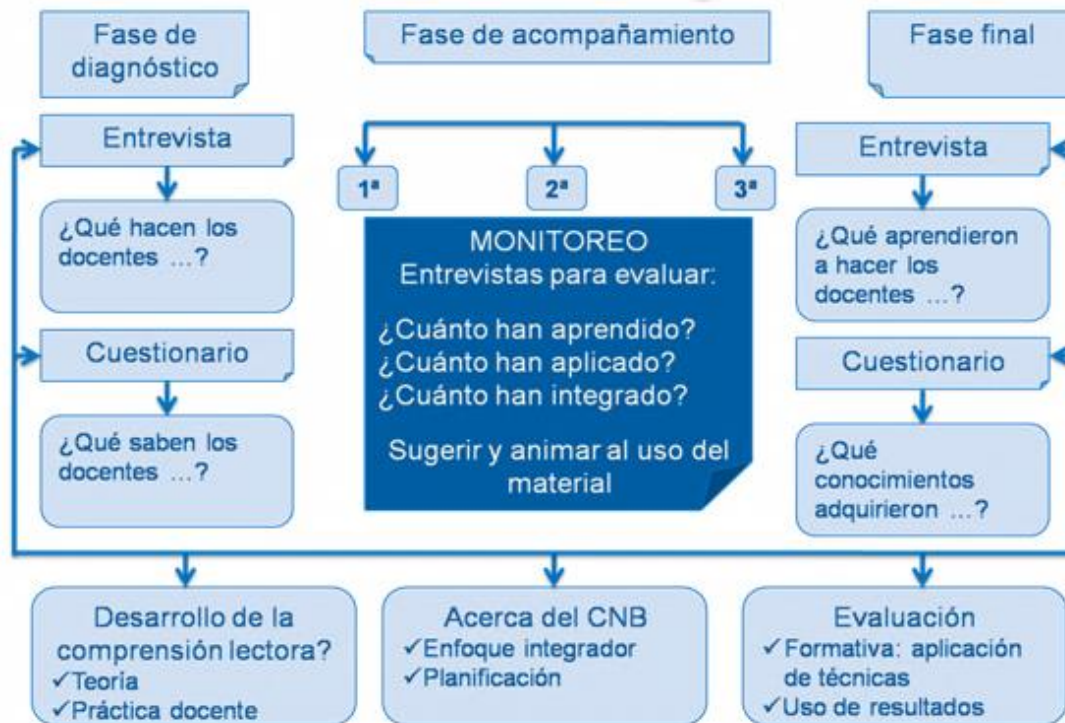 Fase de
diagnóstico
Fase de acompañamiento
Fase final
Entrevista
¿Qué hacen los
docentes ...?
Cuestionario
¿Qué saben los
docentes ...?
1ª
2ª
3ª
MONITOREO
Entrevistas para evaluar:
¿Cuánto han aprendido?
¿Cuánto han aplicado?
¿Cuánto han integrado?
Sugerir y animar al uso del
material
Entrevista
¿Qué aprendieron
a hacer los
docentes ...?
Cuestionario
¿Qué
conocimientos
adquirieron ...?
Desarrollo de la
comprensión lectora?
✓Teoría
✓Práctica docente
Acerca del CNB
✓Enfoque integrador
✓Planificación
Evaluación
✓Formativa: aplicación
de técnicas
✓Uso de resultados